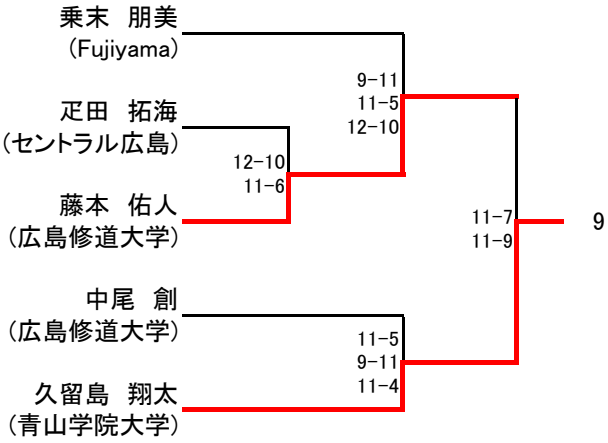 乗末 朋美
(Fujiyama)
9-11
11-5
12-10
疋田 拓海
(セントラル広島)
12-10
11-6
藤本 佑人
(広島修道大学)
11-7
11-9
9
中尾 創
(広島修道大学)
11-5
9-11
11-4
久留島 翔太
(青山学院大学)